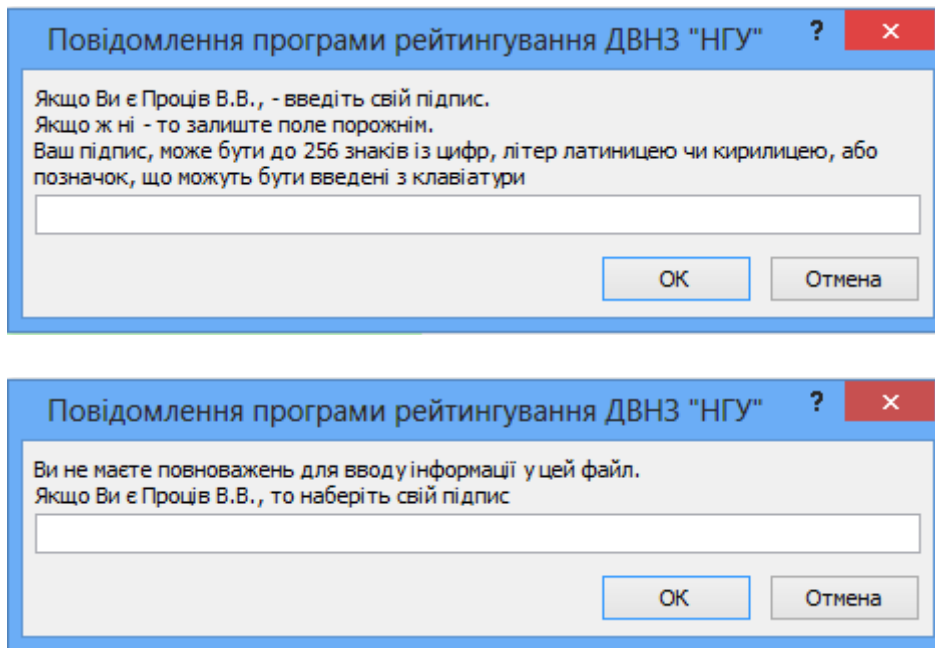 Повідомлення програми рейтингування ДВНЗ "НГУ" ?
Якщо Ви є Проців В.В., - введіть свій підпис.
Якщо ж ні - то залиште поле порожнім.
Ваш підпис, може бути до 256 знаків із цифр, літер латиницею чи кирилицею, або
позначок, що можуть бути введені з клавіатури
ОК Отмена
Повідомлення програми рейтингування ДВНЗ "НГУ" ?
Ви не маєте повноважень для вводу інформації у цей файл.
Якщо Ви є Проців В.В., то наберіть свій підпис
ОК Отмена